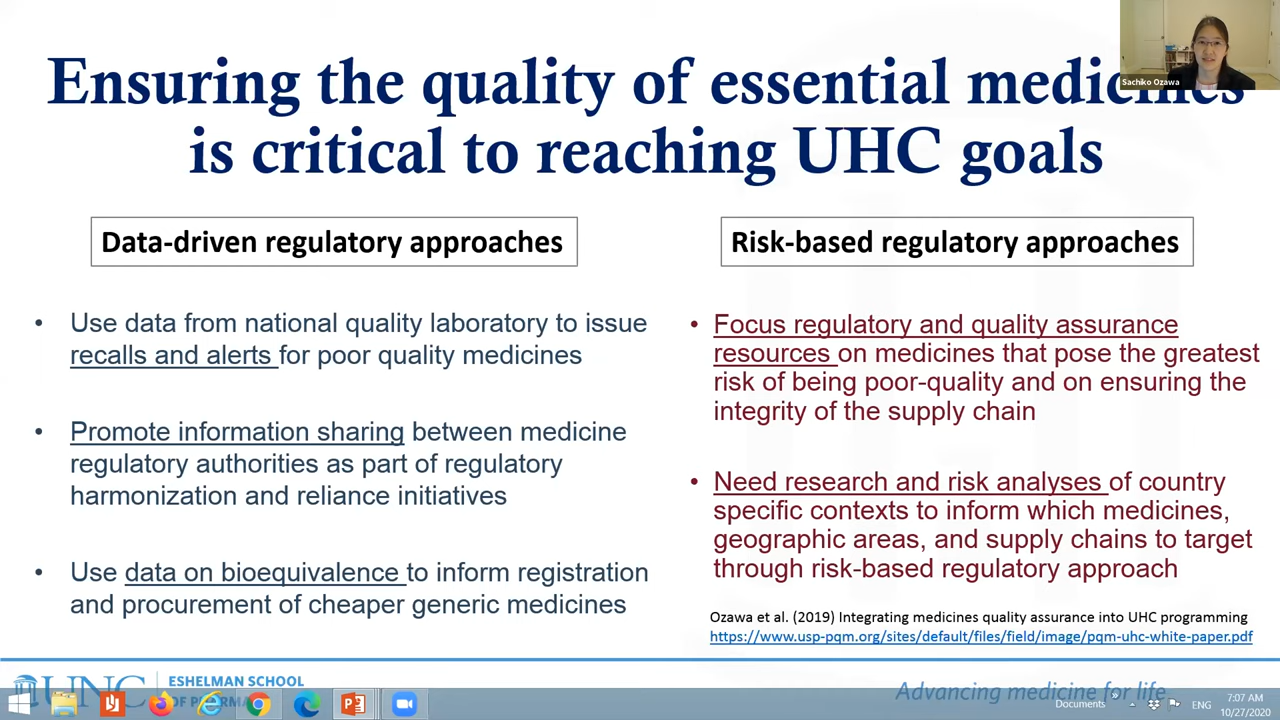 Ensuring the quality of essential medicines
is critical to reaching UHC goals
Sachiko Ozawa
Data-driven regulatory approaches
• Use data from national quality laboratory to issue
recalls and alerts for poor quality medicines
• Promote information sharing between medicine
regulatory authorities as part of regulatory
harmonization and reliance initiatives
• Use data on bioequivalence to inform registration
and procurement of cheaper generic medicines
Risk-based regulatory approaches
• Focus regulatory and quality assurance
resources on medicines that pose the greatest
risk of being poor-quality and on ensuring the
integrity of the supply chain
• Need research and risk analyses of country
specific contexts to inform which medicines,
geographic areas, and supply chains to target
through risk-based regulatory approach
Ozawa et al. (2019) Integrating medicines quality assurance into UHC programming
https://www.usp-pqm.org/sites/default/files/field/image/pqm-uhc-white-paper.pdf
UNC
ESHELMAN SCHOOL
OF PHARMA
Advancing medicine for life
Documents
ENG
7:07 AM
10/27/2020